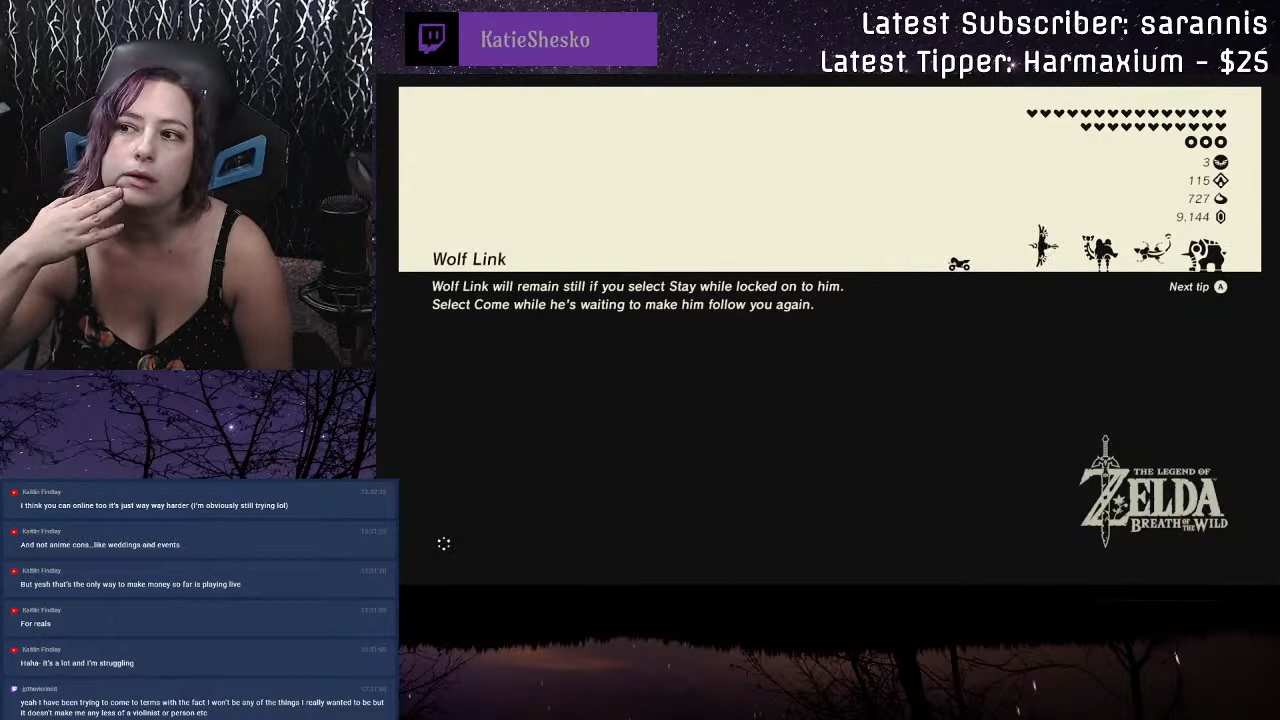 KatieShesko
Latest Subscriber: sarannis
Latest Tipper: Harmaxium - $25
3
115
727
9,144
Wolf Link
Wolf Link will remain still if you select Stay while locked on to him.
Select Come while he's waiting to make him follow you again.
Next tip A
THE LEGEND OF
ZELDA
BREATH OF THE WILD
Kaitlin Findlay
I think you can online too it's just way way harder (I'm obviously still trying lol)
Kaitlin Findlay
And not anime cons...like weddings and events
Kaitlin Findlay
But yeah that's the only way to make money so far is playing live
Kaitlin Findlay
For reals
Kaitlin Findlay
Haha- it's a lot and I'm struggling
yeah I have been trying to come to terms with the fact I won't be any of the things I really wanted to be but
it doesn't make me any less of a violinist or person etc